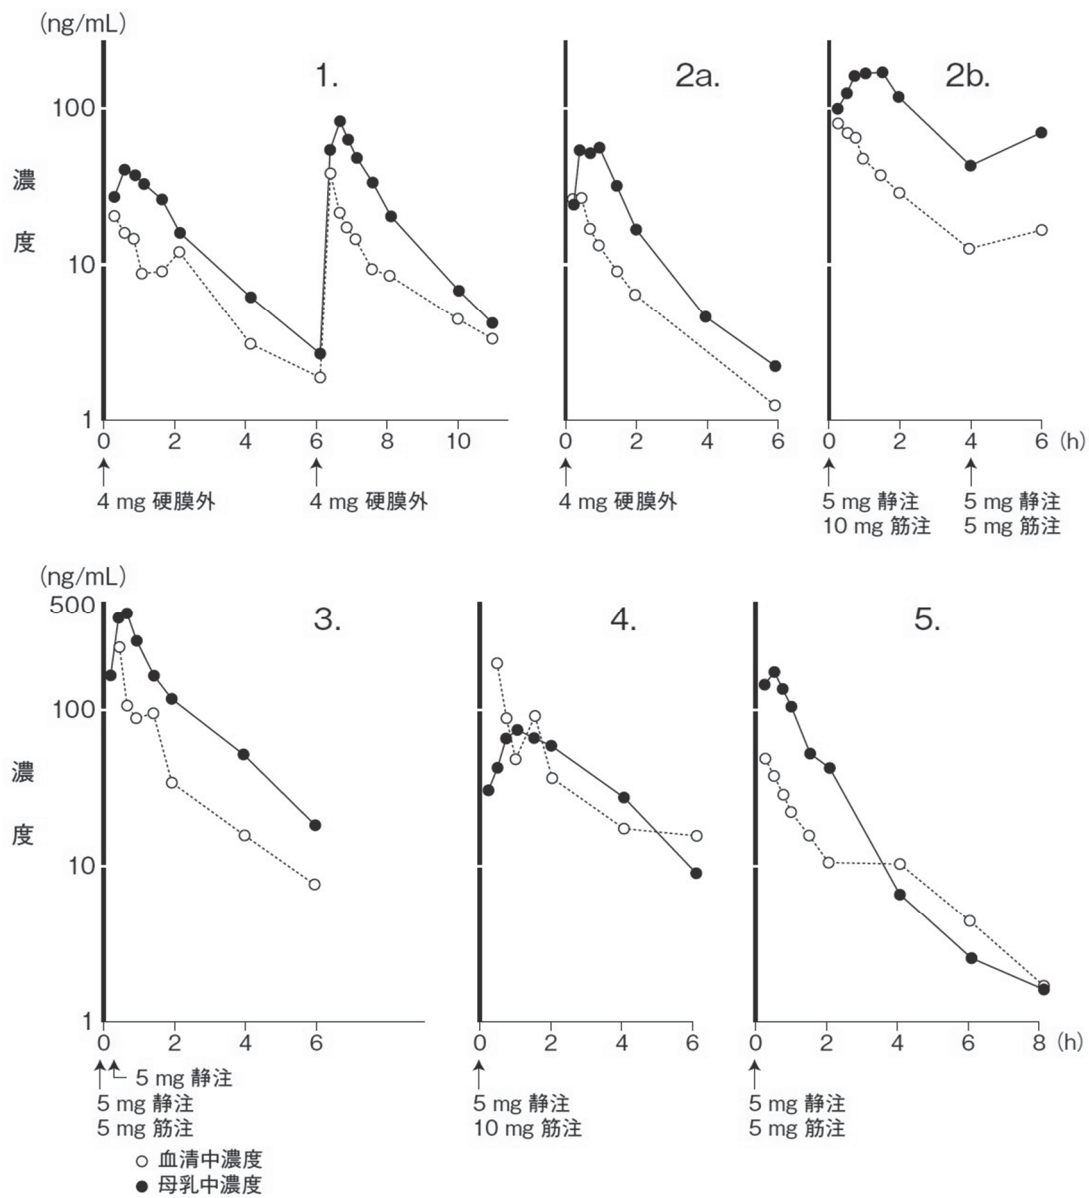 (ng/mL)
1.
2a.
2b.
100
10
1
濃
度
0 2 4 6 8 10
0 2 4 6
0 2 4 6 (h)
4 mg 硬膜外
4 mg 硬膜外
4 mg 硬膜外
5 mg 静注
10 mg 筋注
5 mg 静注
5 mg 筋注
(ng/mL)
500
3.
4.
5.
100
10
1
濃
度
0 2 4 6
0 2 4 6
0 2 4 6 8 (h)
5 mg 静注
5 mg 静注
5 mg 筋注
5 mg 静注
10 mg 筋注
5 mg 静注
5 mg 筋注
○ 血清中濃度
● 母乳中濃度